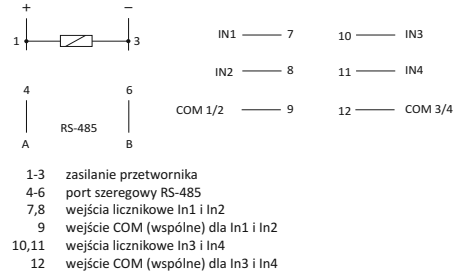 + −
1 3
IN1 7 10 IN3
IN2 8 11 IN4
COM 1/2 9 12 COM 3/4
4 6
RS-485
A B
1-3 zasilanie przetwornika
4-6 port szeregowy RS-485
7,8 wejścia licznikowe In1 i In2
9 wejście COM (wspólne) dla In1 i In2
10,11 wejścia licznikowe In3 i In4
12 wejście COM (wspólne) dla In3 i In4